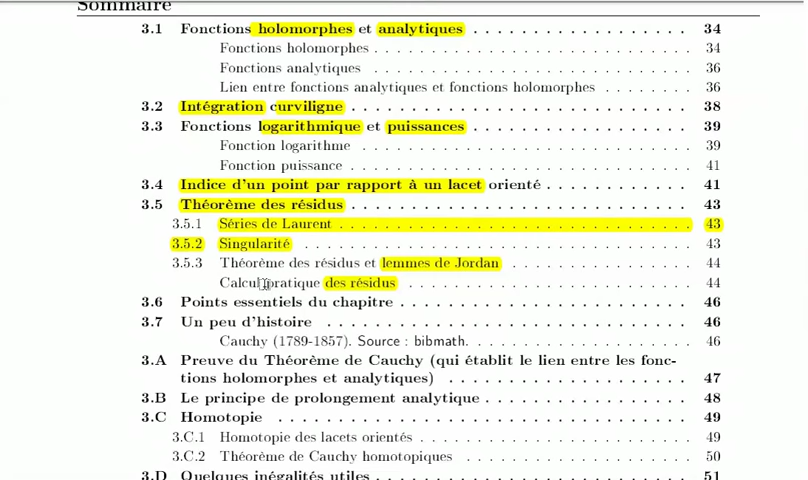 Sommaire
3.1 Fonctions holomorphes et analytiques . . . . . . . . . . . . . . . . . 34
Fonctions holomorphes . . . . . . . . . . . . . . . . . . . . . . . . . 34
Fonctions analytiques . . . . . . . . . . . . . . . . . . . . . . . . . 36
Lien entre fonctions analytiques et fonctions holomorphes . . . . . . . . 36
3.2 Intégration curviligne . . . . . . . . . . . . . . . . . . . . . . . . . . 38
3.3 Fonctions logarithmique et puissances . . . . . . . . . . . . . . . . . 39
Fonction logarithme . . . . . . . . . . . . . . . . . . . . . . . . . . 39
Fonction puissance . . . . . . . . . . . . . . . . . . . . . . . . . . . 41
3.4 Indice d'un point par rapport à un lacet orienté . . . . . . . . . . . 41
3.5 Théorème des résidus . . . . . . . . . . . . . . . . . . . . . . . . . . 43
3.5.1 Séries de Laurent . . . . . . . . . . . . . . . . . . . . . . . . . . . . 43
3.5.2 Singularité . . . . . . . . . . . . . . . . . . . . . . . . . . . . . . 43
3.5.3 Théorème des résidus et lemmes de Jordan . . . . . . . . . . . . . . 44
Calcul pratique des résidus . . . . . . . . . . . . . . . . . . . . . . 44
3.6 Points essentiels du chapitre . . . . . . . . . . . . . . . . . . . . . . 46
3.7 Un peu d'histoire . . . . . . . . . . . . . . . . . . . . . . . . . . . . 46
Cauchy (1789-1857). Source : bibmath. . . . . . . . . . . . . . . . . . 46
3.A Preuve du Théorème de Cauchy (qui établit le lien entre les fonc-
tions holomorphes et analytiques) . . . . . . . . . . . . . . . . . . . 47
3.B Le principe de prolongement analytique . . . . . . . . . . . . . . . . 48
3.C Homotopie . . . . . . . . . . . . . . . . . . . . . . . . . . . . . . . 49
3.C.1 Homotopie des lacets orientés . . . . . . . . . . . . . . . . . . . . . 49
3.C.2 Théorème de Cauchy homotopiques . . . . . . . . . . . . . . . . . . 50
3.D Quelques inégalités utiles . . . . . . . . . . . . . . . . . . . . . . . . 51